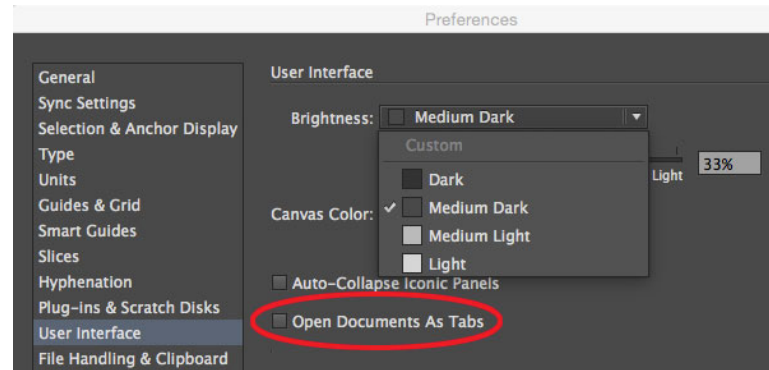 Preferences
General
Sync Settings
Selection & Anchor Display
Type
Units
Guides & Grid
Smart Guides
Slices
Hyphenation
Plug-ins & Scratch Disks
User Interface
File Handling & Clipboard
User Interface
Brightness: Medium Dark
Custom
Dark
Medium Dark
Medium Light
Light
Light 33%
Canvas Color:
Auto-Collapse Iconic Panels
Open Documents As Tabs